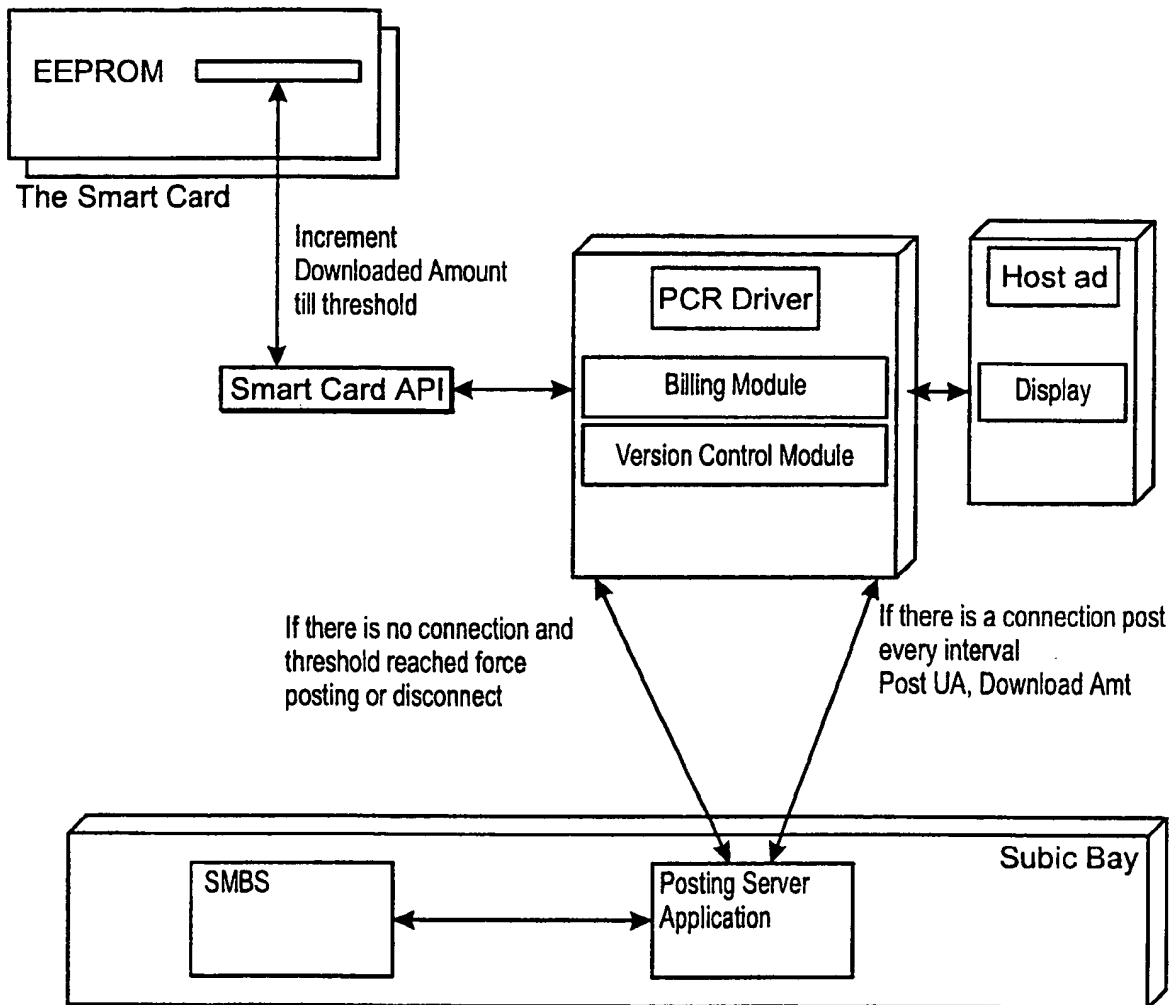 EEPROM
The Smart Card
Increment
Downloaded Amount
till threshold
Smart Card API
PCR Driver
Billing Module
Version Control Module
Host ad
Display
If there is no connection and
threshold reached force
posting or disconnect
If there is a connection post
every interval
Post UA, Download Amt
Subic Bay
SMBS
Posting Server
Application